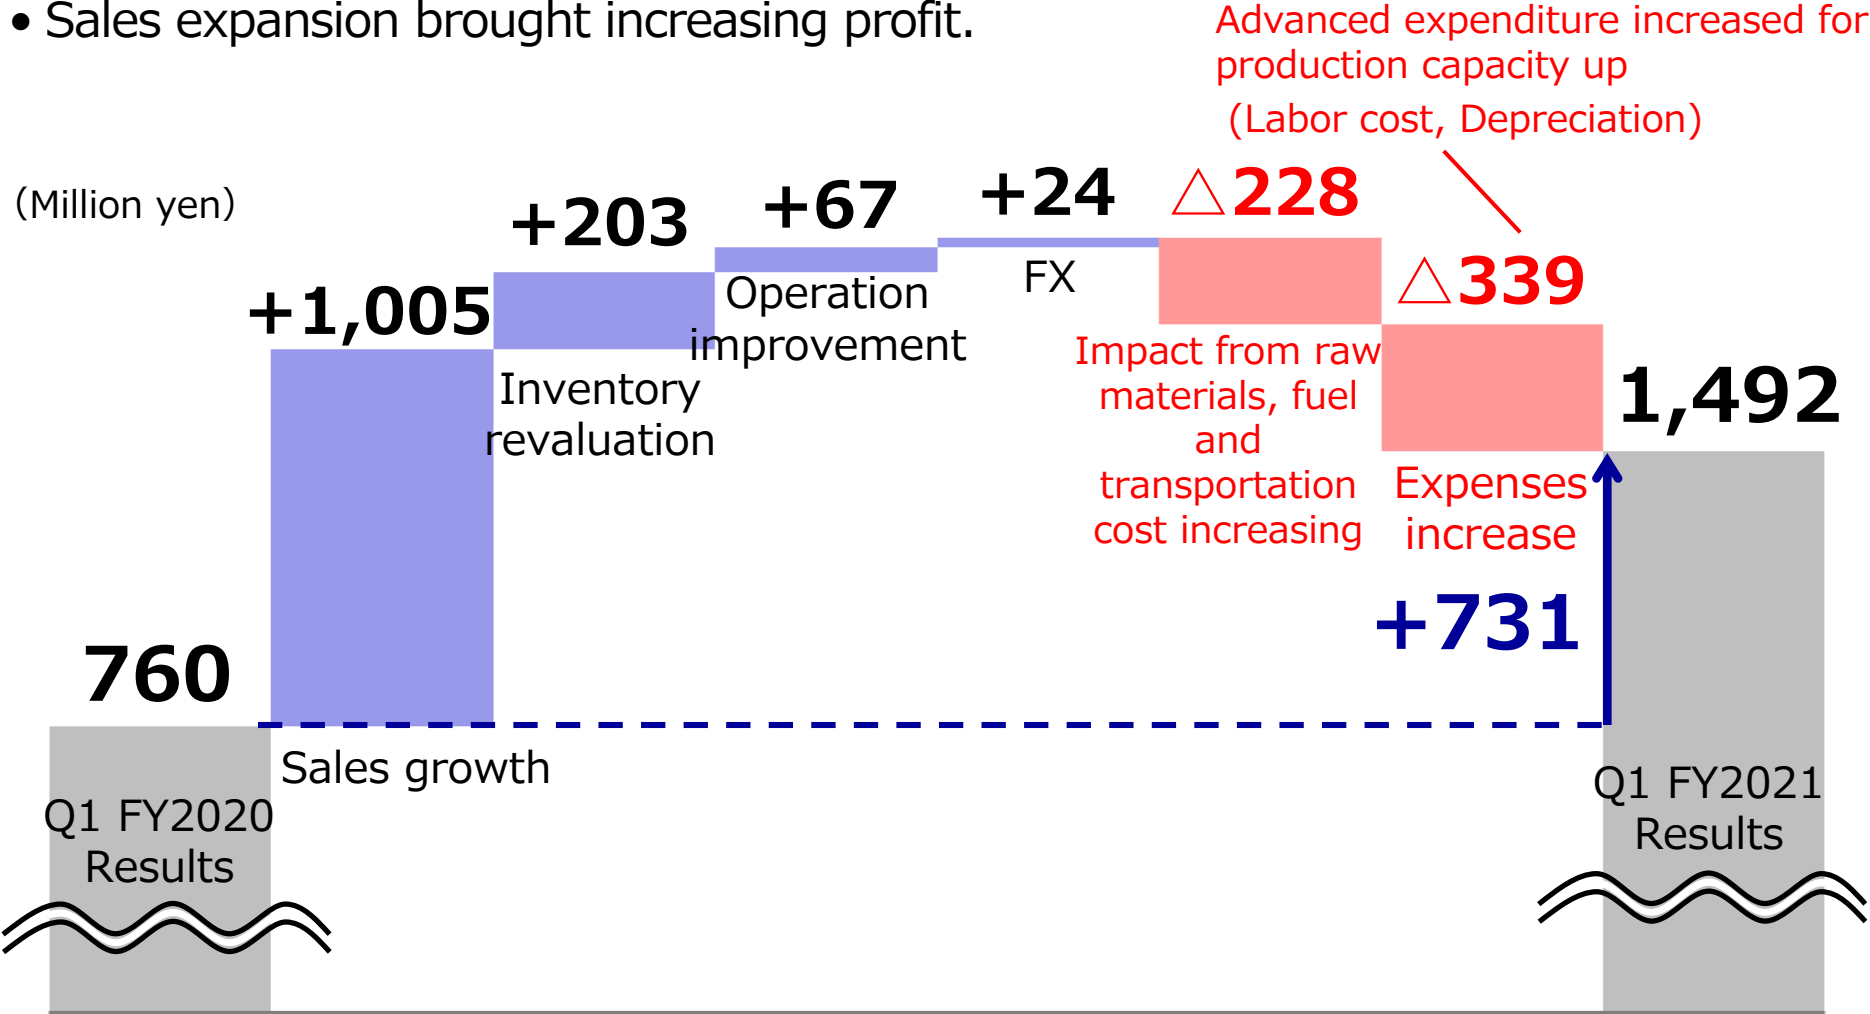 • Sales expansion brought increasing profit.
Advanced expenditure increased for
production capacity up
(Labor cost, Depreciation)
(Million yen)
760
Q1 FY2020
Results
+1,005
Sales growth
+203
Inventory
revaluation
+67
Operation
improvement
+24
FX
△228
Impact from raw
materials, fuel
and
transportation
cost increasing
△339
Expenses
increase
+731
1,492
Q1 FY2021
Results